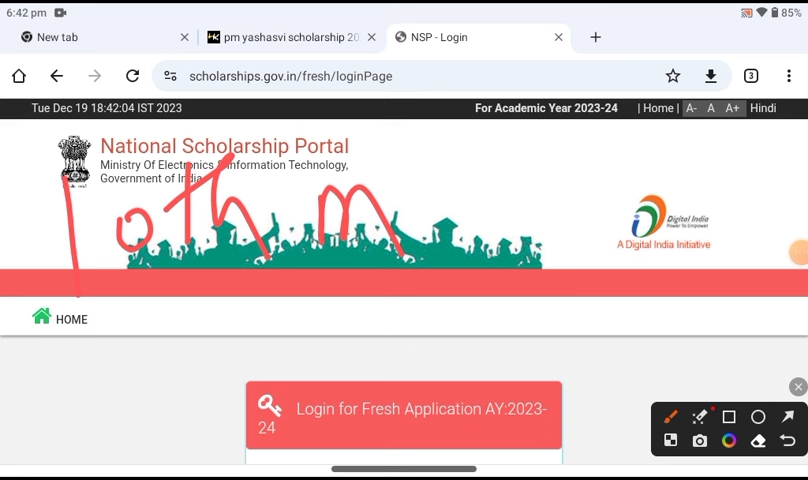 6:42 pm 85%
New tab pm yashasvi scholarship 20 NSP - Login
scholarships.gov.in/fresh/loginPage 3
Tue Dec 19 18:42:04 IST 2023 For Academic Year 2023-24 | Home | A- A A+ Hindi
National Scholarship Portal
Ministry Of Electronics & Information Technology,
Government of India
10th m
Digital India
Power To Empower
A Digital India Initiative
HOME
Login for Fresh Application AY:2023-
24